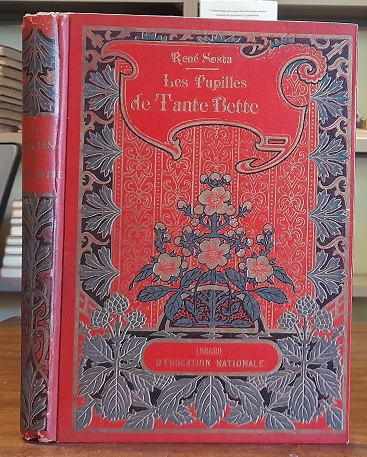 René Sosta
Les Pupilles
de Tante Bette
LIBRAIRIE
D'ÉDUCATION NATIONALE